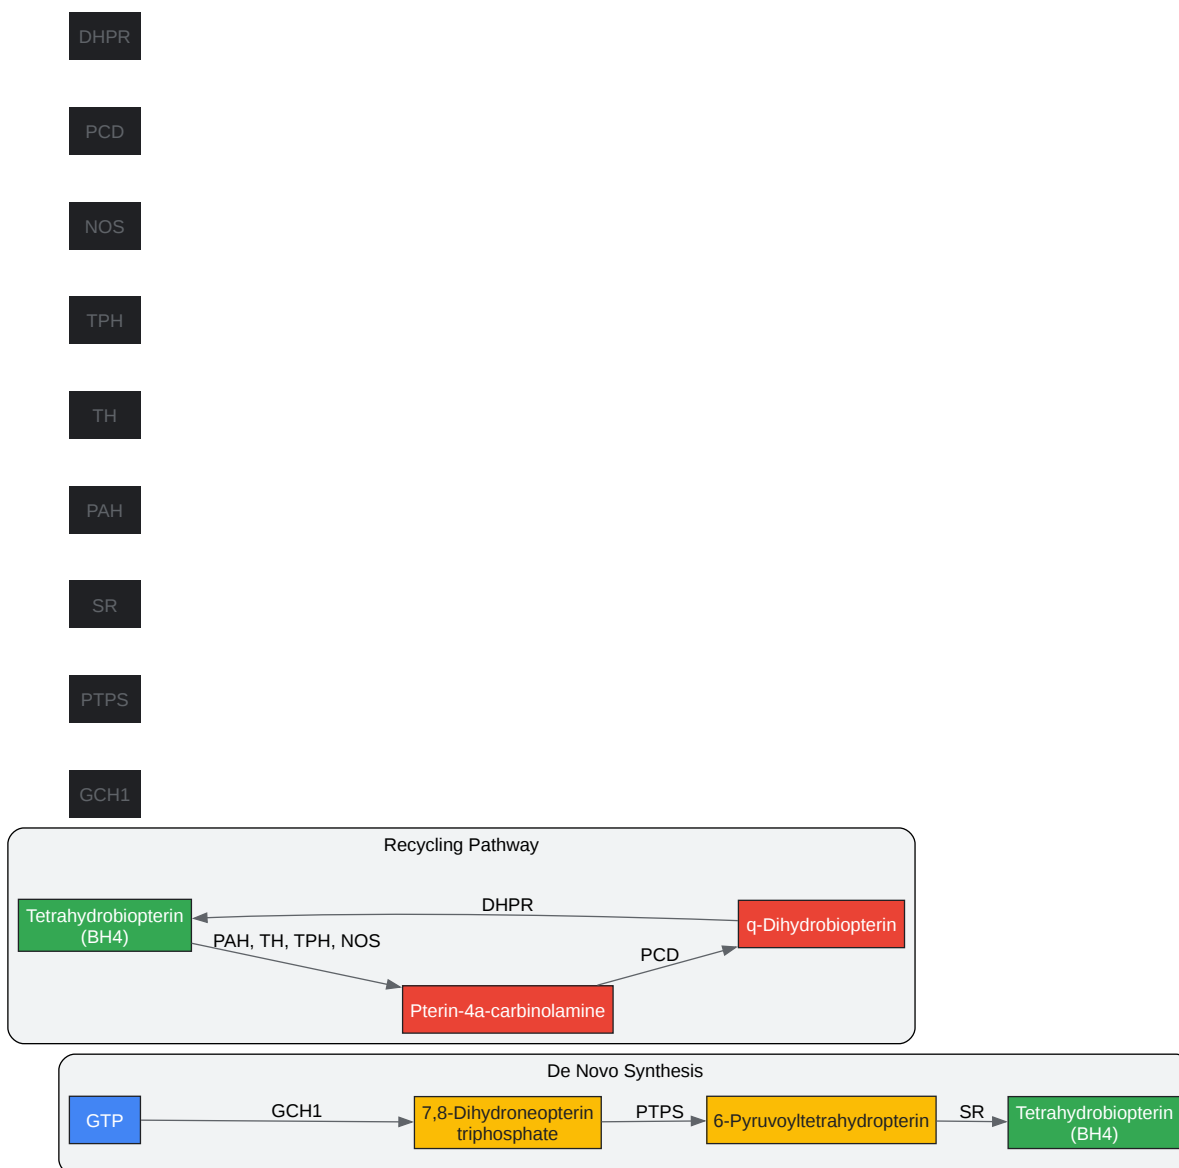 DHPR
PCD
NOS
TPH
TH
PAH
SR
PTPS
GCH1
Recycling Pathway
DHPR
Tetrahydrobiopterin
(BH4)
q-Dihydrobiopterin
PAH, TH, TPH, NOS
PCD
Pterin-4a-carbinolamine
De Novo Synthesis
GTP
GCH1
7,8-Dihydroneopterin
triphosphate
PTPS
6-Pyruvoyltetrahydropterin
SR
Tetrahydrobiopterin
(BH4)